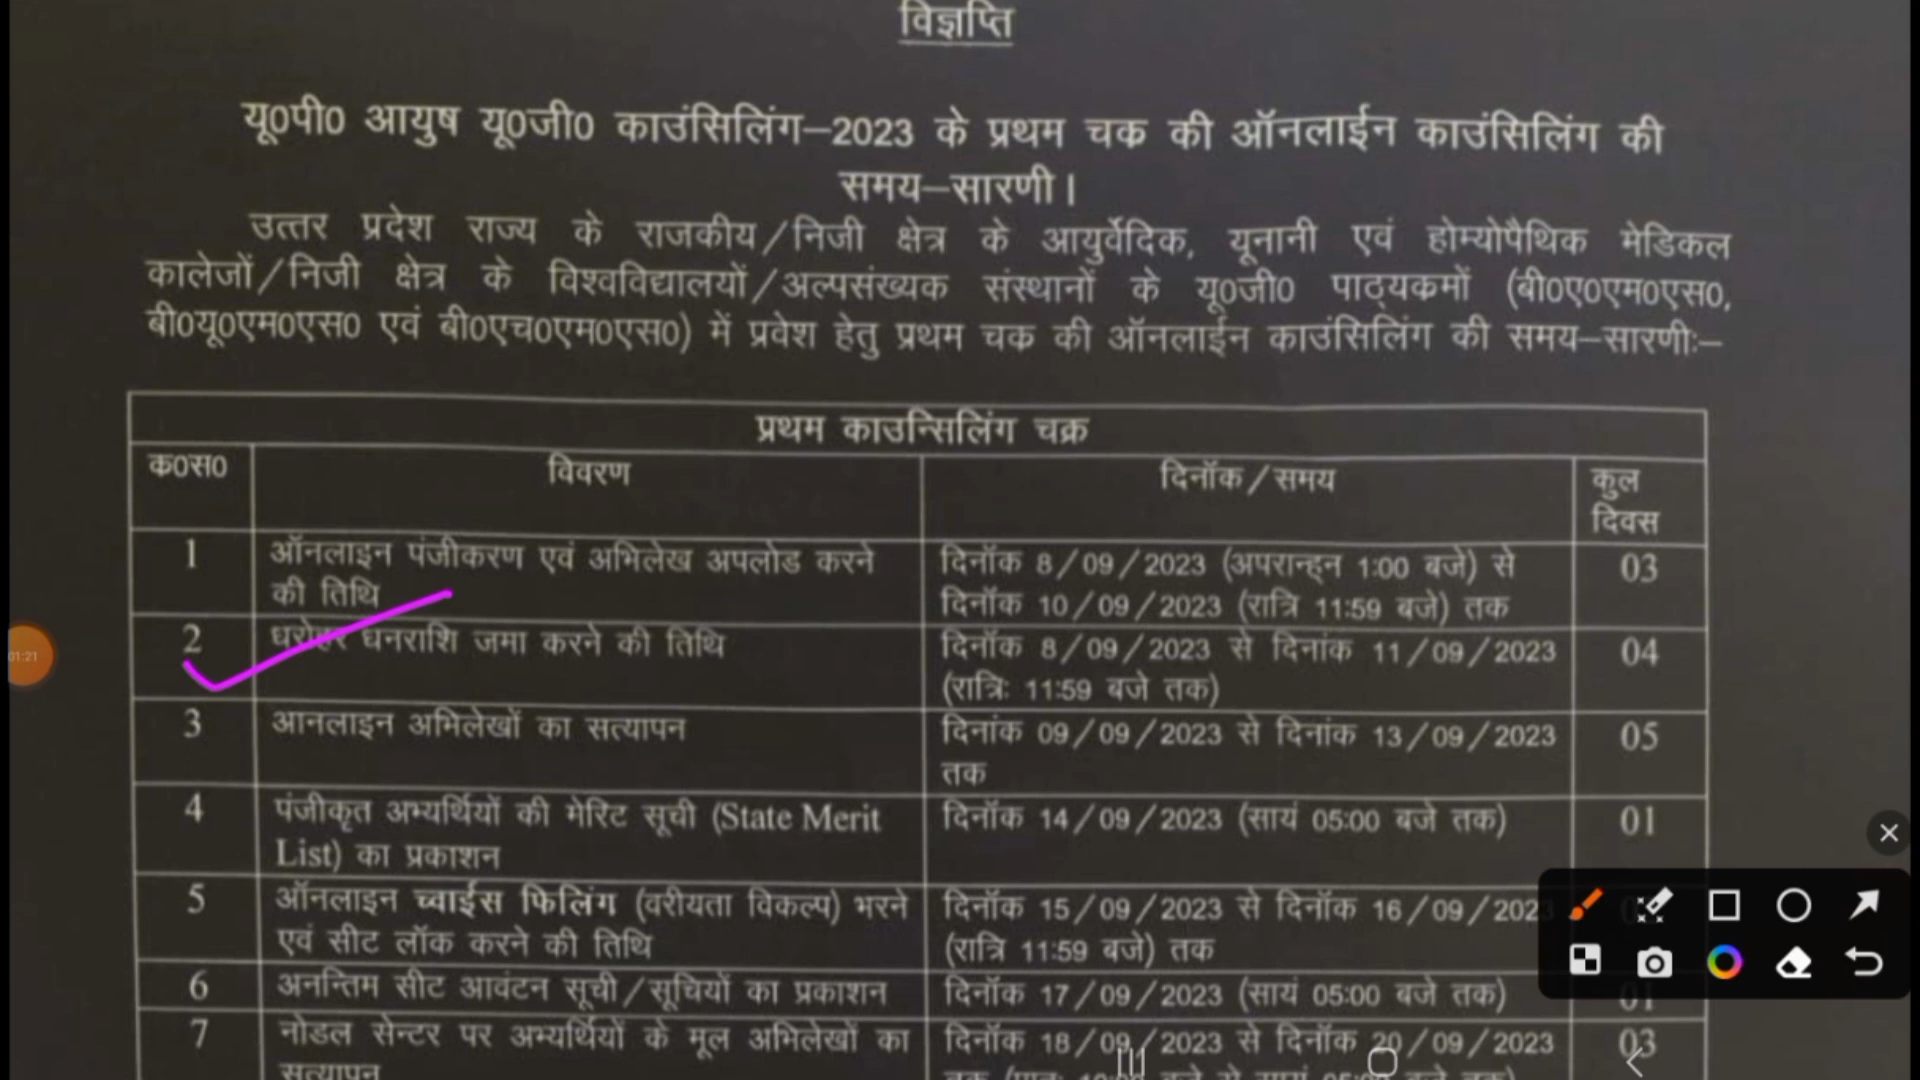 विज्ञप्ति
यू0पी0 आयुष यू0जी0 काउंसिलिंग–2023 के प्रथम चक्र की ऑनलाईन काउंसिलिंग की
समय–सारणी।
उत्तर प्रदेश राज्य के राजकीय/निजी क्षेत्र के आयुर्वेदिक, यूनानी एवं होम्योपैथिक मेडिकल
कालेजों/निजी क्षेत्र के विश्वविद्यालयों/अल्पसंख्यक संस्थानों के यू0जी0 पाठ्यक्रमों (बी0ए0एम0एस0,
बी0यू0एम0एस0 एवं बी0एच0एम0एस0) में प्रवेश हेतु प्रथम चक्र की ऑनलाईन काउंसिलिंग की समय–सारणीः–
प्रथम काउन्सिलिंग चक्र
क0स0 विवरण दिनॉक/समय कुल
दिवस
1 ऑनलाइन पंजीकरण एवं अभिलेख अपलोड करने दिनॉक 8/09/2023 (अपरान्ह्न 1:00 बजे) से 03
की तिथि दिनॉक 10/09/2023 (रात्रि 11:59 बजे) तक
2 धरोहर धनराशि जमा करने की तिथि दिनॉक 8/09/2023 से दिनांक 11/09/2023 04
(रात्रिः 11:59 बजे तक)
3 आनलाइन अभिलेखों का सत्यापन दिनांक 09/09/2023 से दिनांक 13/09/2023 05
तक
4 पंजीकृत अभ्यर्थियों की मेरिट सूची (State Merit दिनॉक 14/09/2023 (सायं 05:00 बजे तक) 01
List) का प्रकाशन
5 ऑनलाइन च्वाईस फिलिंग (वरीयता विकल्प) भरने दिनॉक 15/09/2023 से दिनॉक 16/09/2023
एवं सीट लॉक करने की तिथि (रात्रि 11:59 बजे) तक
6 अनन्तिम सीट आवंटन सूची/सूचियों का प्रकाशन दिनॉक 17/09/2023 (सायं 05:00 बजे तक) 01
7 नोडल सेन्टर पर अभ्यर्थियों के मूल अभिलेखों का दिनॉक 18/09/2023 से दिनॉक 20/09/2023 03
सत्यापन
01:21